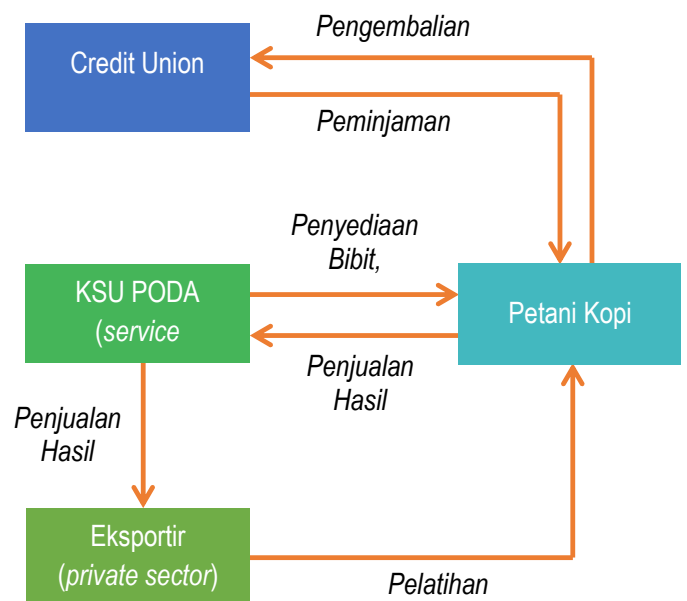 Pengembalian
Credit Union
Peminjaman
Penyediaan
Bibit,
KSU PODA
(service
Petani Kopi
Penjualan
Hasil
Penjualan
Hasil
Eksportir
(private sector)
Pelatihan